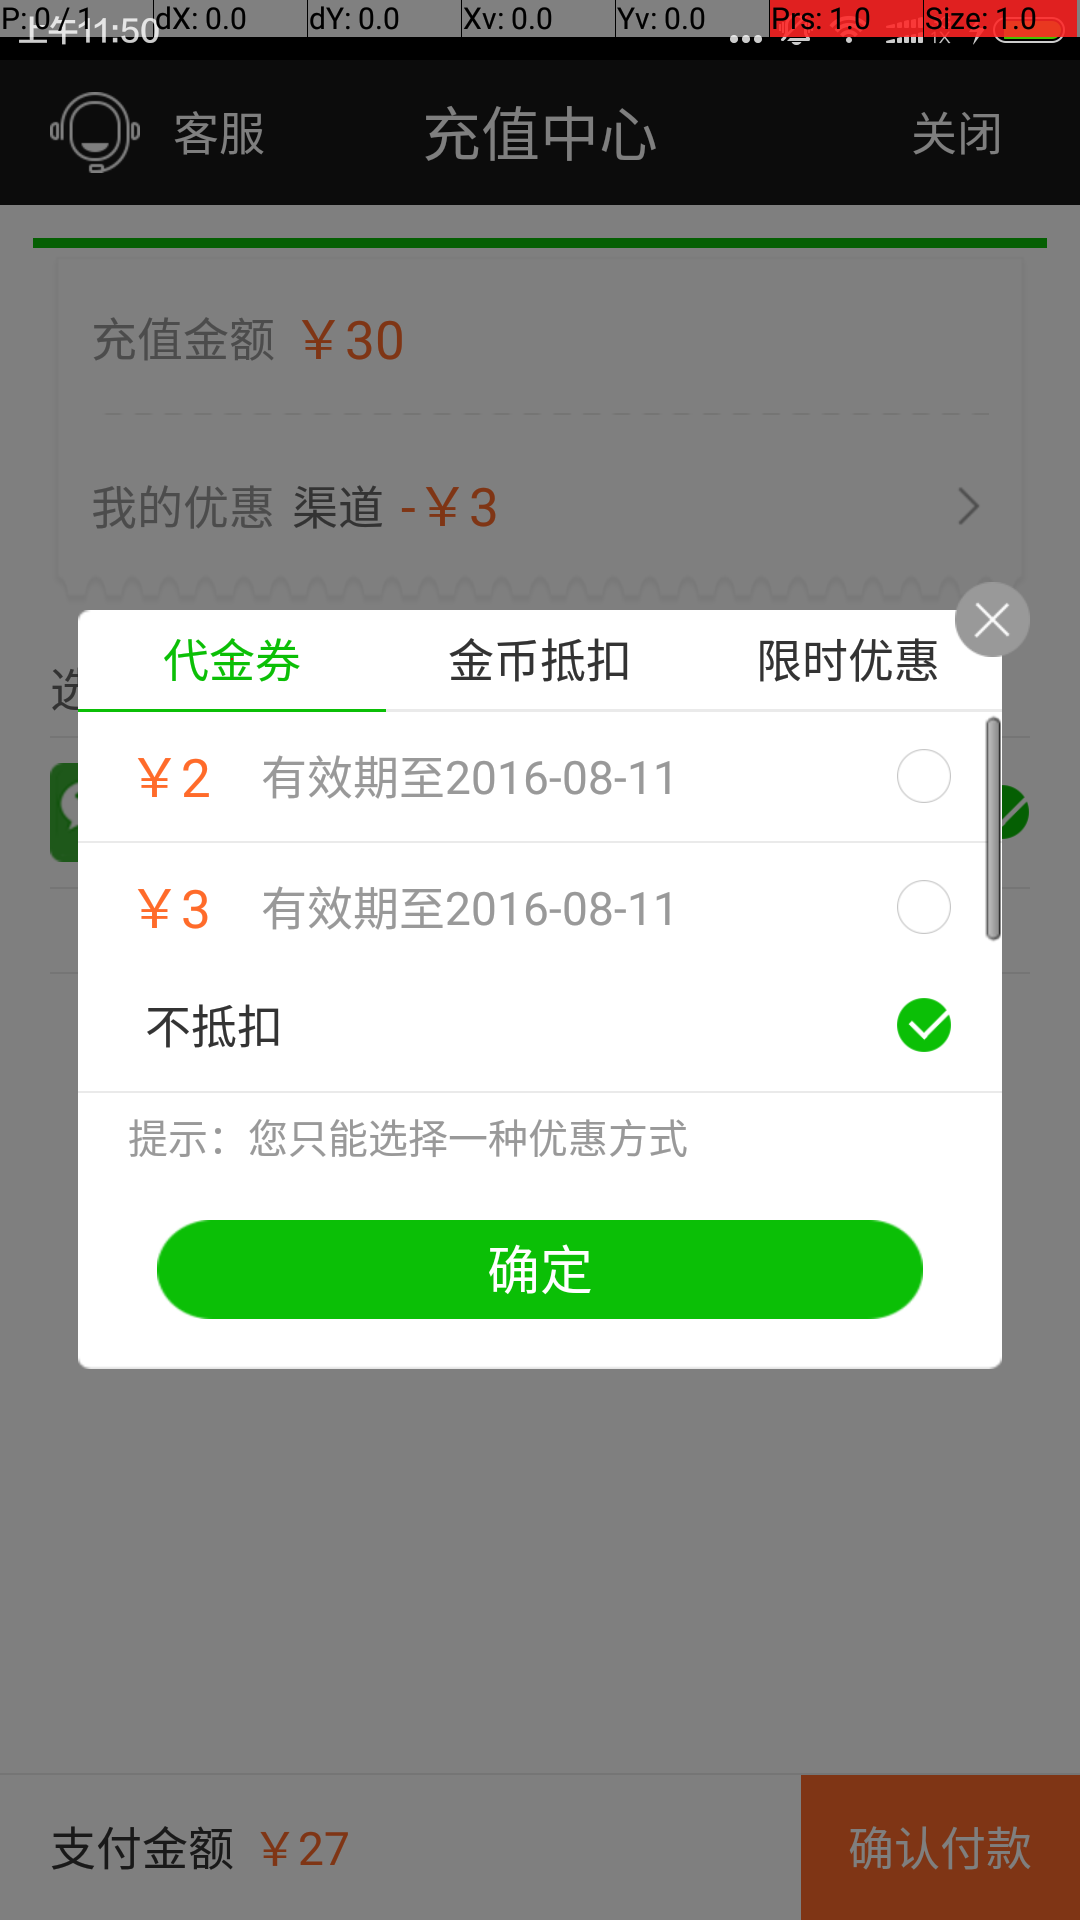 P: 0 / 1 dX: 0.0 dY: 0.0 Xv: 0.0 Yv: 0.0 Prs: 1.0 Size: 1.0
上午11:50 1X
客服 充值中心 关闭
充值金额 ￥30
我的优惠 渠道 -￥3
选
代金券 金币抵扣 限时优惠
￥2 有效期至2016-08-11
￥3 有效期至2016-08-11
不抵扣
提示：您只能选择一种优惠方式
确定
支付金额 ￥27 确认付款